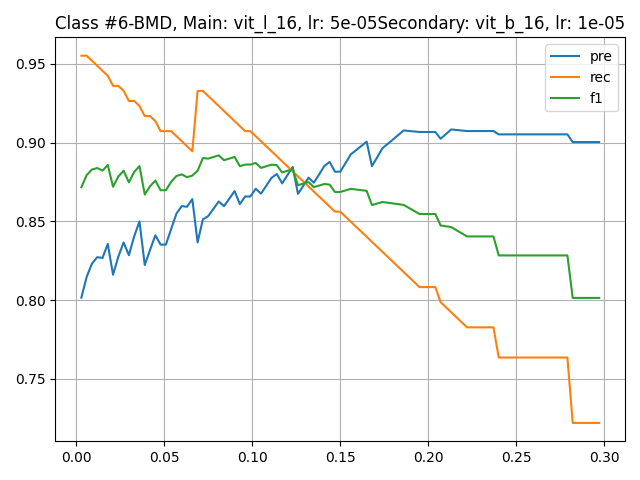 Class #6-BMD, Main: vit_l_16, lr: 5e-05Secondary: vit_b_16, lr: 1e-05
pre
rec
f1
0.95
0.90
0.85
0.80
0.75
0.00 0.05 0.10 0.15 0.20 0.25 0.30